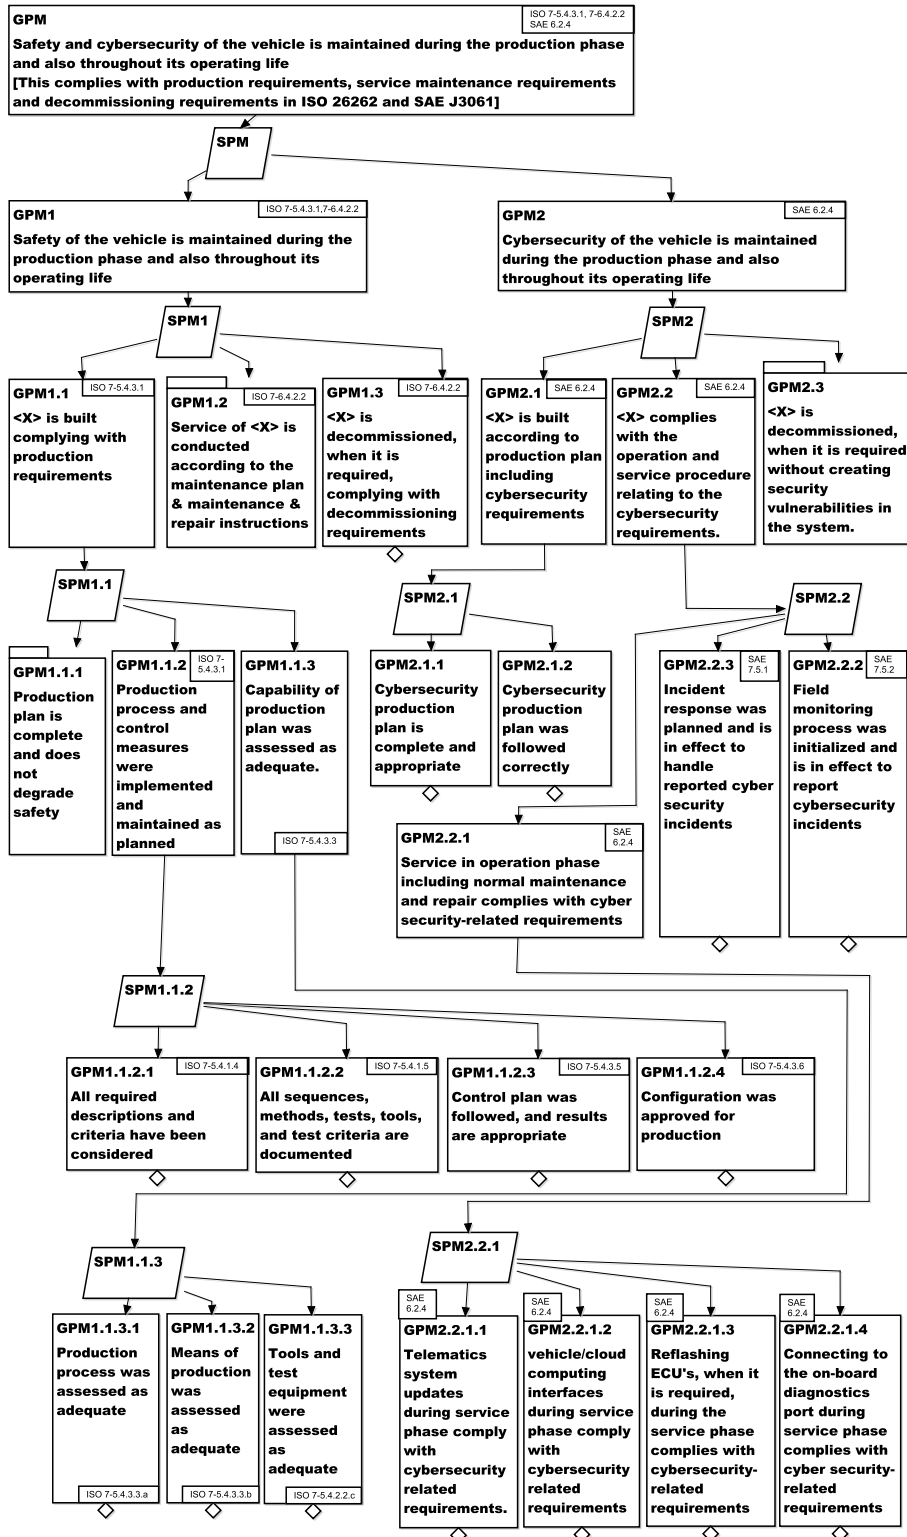 GPM
ISO 7-5.4.3.1, 7-6.4.2.2
SAE 6.2.4
Safety and cybersecurity of the vehicle is maintained during the production phase
and also throughout its operating life
[This complies with production requirements, service maintenance requirements
and decommissioning requirements in ISO 26262 and SAE J3061]
SPM
GPM1
ISO 7-5.4.3.1,7-6.4.2.2
Safety of the vehicle is maintained during the
production phase and also throughout its
operating life
GPM2
SAE 6.2.4
Cybersecurity of the vehicle is maintained
during the production phase and also
throughout its operating life
SPM1
SPM2
GPM1.1
ISO 7-5.4.3.1
<X> is built
complying with
production
requirements
GPM1.2
ISO 7-6.4.2.2
Service of <X> is
conducted
according to the
maintenance plan
& maintenance &
repair instructions
GPM1.3
ISO 7-6.4.2.2
<X> is
decommissioned,
when it is
required,
complying with
decommissioning
requirements
GPM2.1
SAE 6.2.4
<X> is built
according to
production plan
including
cybersecurity
requirements
GPM2.2
SAE 6.2.4
<X> complies
with the
operation and
service procedure
relating to the
cybersecurity
requirements.
GPM2.3
<X> is
decommissioned,
when it is required
without creating
security
vulnerabilities in
the system.
SPM1.1
SPM2.1
SPM2.2
GPM1.1.1
Production
plan is
complete
and does
not
degrade
safety
GPM1.1.2
ISO 7-
5.4.3.1
Production
process and
control
measures
were
implemented
and
maintained as
planned
GPM1.1.3
Capability of
production
plan was
assessed as
adequate.
ISO 7-5.4.3.3
GPM2.1.1
Cybersecurity
production
plan is
complete and
appropriate
GPM2.1.2
Cybersecurity
production
plan was
followed
correctly
GPM2.2.3
SAE
7.5.1
Incident
response was
planned and is
in effect to
handle
reported cyber
security
incidents
GPM2.2.2
SAE
7.5.2
Field
monitoring
process was
initialized and
is in effect to
report
cybersecurity
incidents
GPM2.2.1
SAE
6.2.4
Service in operation phase
including normal maintenance
and repair complies with cyber
security-related requirements
SPM1.1.2
GPM1.1.2.1
ISO 7-5.4.1.4
All required
descriptions and
criteria have been
considered
GPM1.1.2.2
ISO 7-5.4.1.5
All sequences,
methods, tests, tools,
and test criteria are
documented
GPM1.1.2.3
ISO 7-5.4.3.5
Control plan was
followed, and results
are appropriate
GPM1.1.2.4
ISO 7-5.4.3.6
Configuration was
approved for
production
SPM1.1.3
SPM2.2.1
GPM1.1.3.1
Production
process was
assessed as
adequate
ISO 7-5.4.3.3.a
GPM1.1.3.2
Means of
production
was
assessed
as
adequate
ISO 7-5.4.3.3.b
GPM1.1.3.3
Tools and
test
equipment
were
assessed
as
adequate
ISO 7-5.4.2.2.c
SAE
6.2.4
GPM2.2.1.1
Telematics
system
updates
during service
phase comply
with
cybersecurity
related
requirements.
SAE
6.2.4
GPM2.2.1.2
vehicle/cloud
computing
interfaces
during service
phase comply
with
cybersecurity
related
requirements
SAE
6.2.4
GPM2.2.1.3
Reflashing
ECU's, when it
is required,
during the
service phase
complies with
cybersecurity-
related
requirements
SAE
6.2.4
GPM2.2.1.4
Connecting to
the on-board
diagnostics
port during
service phase
complies with
cyber security-
related
requirements